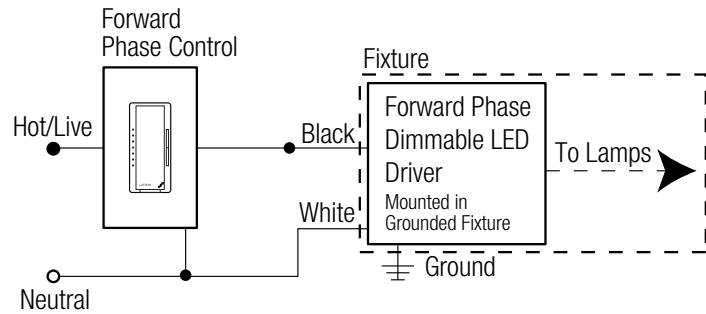 Forward
Phase Control
Fixture
Hot/Live
Black
Forward Phase
Dimmable LED
Driver
Mounted in
Grounded Fixture
To Lamps
White
Ground
Neutral